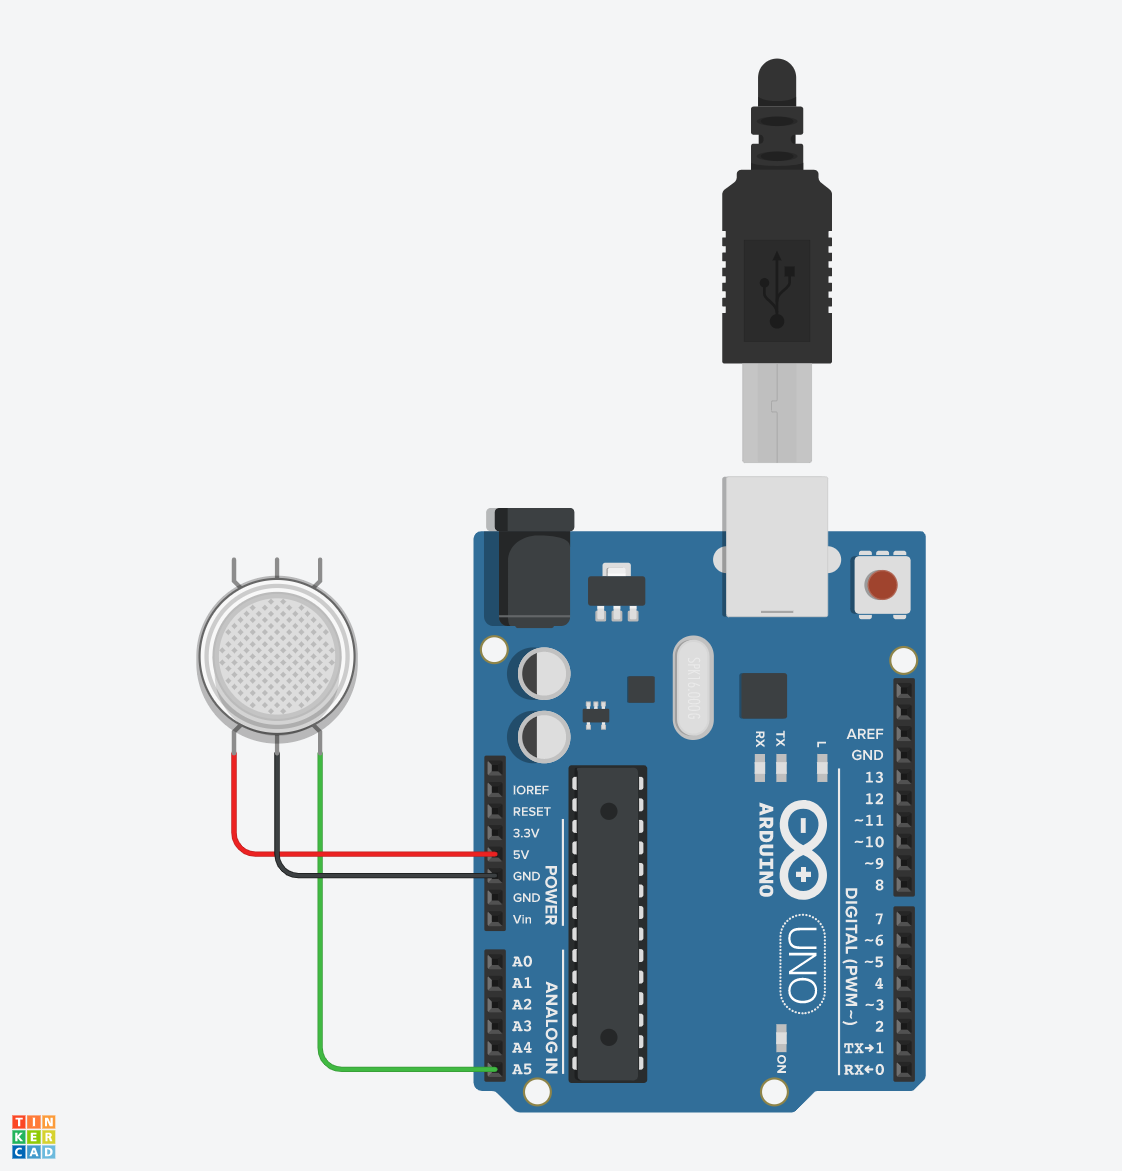 SPK16.000G
RX
TX
L
AREF
GND
13
12
~11
~10
~9
8
IOREF
RESET
3.3V
5V
GND
GND
Vin
POWER
ARDUINO
UNO
DIGITAL (PWM~)
7
~6
~5
4
~3
2
TX→1
RX←0
A0
A1
A2
A3
A4
A5
ANALOG IN
ON
TIN
KER
CAD